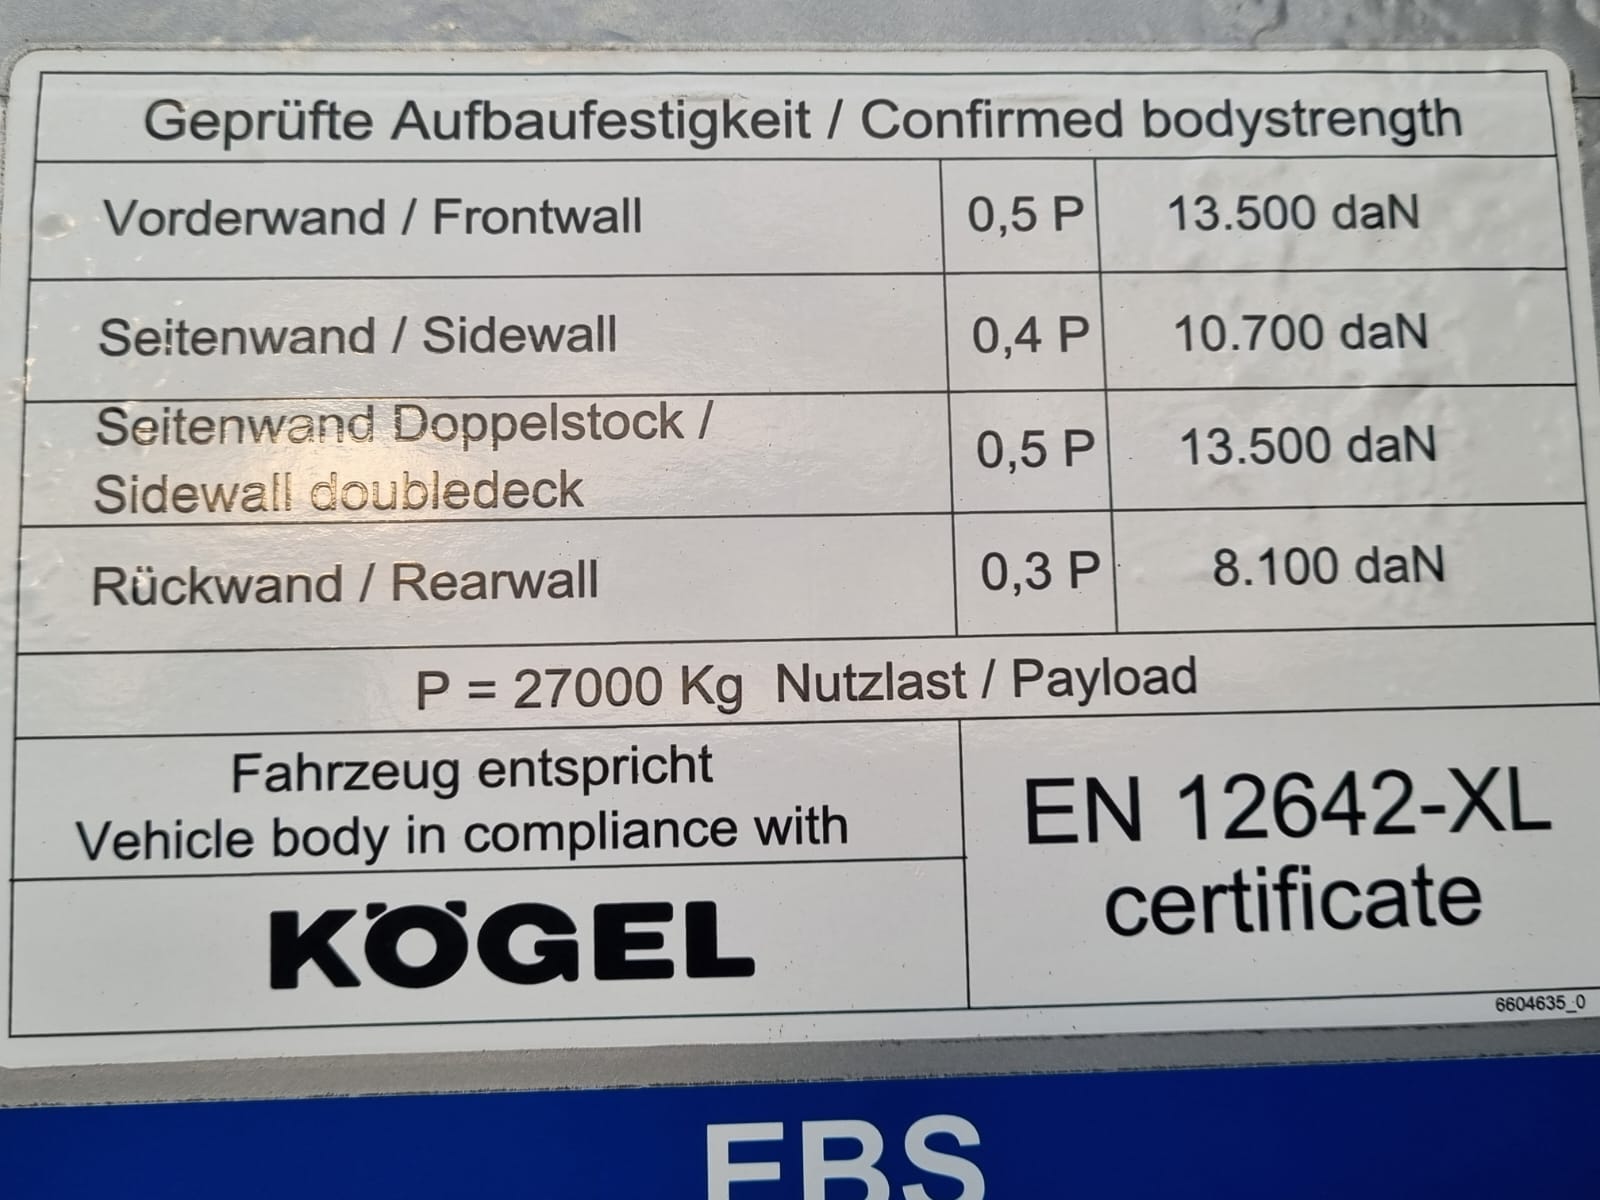 Geprüfte Aufbaufestigkeit / Confirmed bodystrength
Vorderwand / Frontwall 0,5 P 13.500 daN
Seitenwand / Sidewall 0,4 P 10.700 daN
Seitenwand Doppelstock /
Sidewall doubledeck 0,5 P 13.500 daN
Rückwand / Rearwall 0,3 P 8.100 daN
P = 27000 Kg Nutzlast / Payload
Fahrzeug entspricht
Vehicle body in compliance with
EN 12642-XL
certificate
KÖGEL
6604635_0
EBS